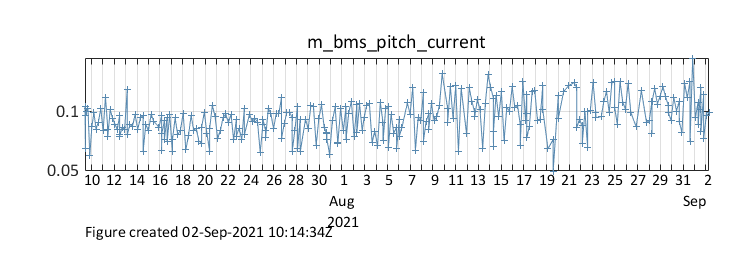 m_bms_pitch_current
0.1
0.05
10 12 14 16 18 20 22 24 26 28 30 1 3 5 7 9 11 13 15 17 19 21 23 25 27 29 31 2
Aug Sep
2021
Figure created 02-Sep-2021 10:14:34Z